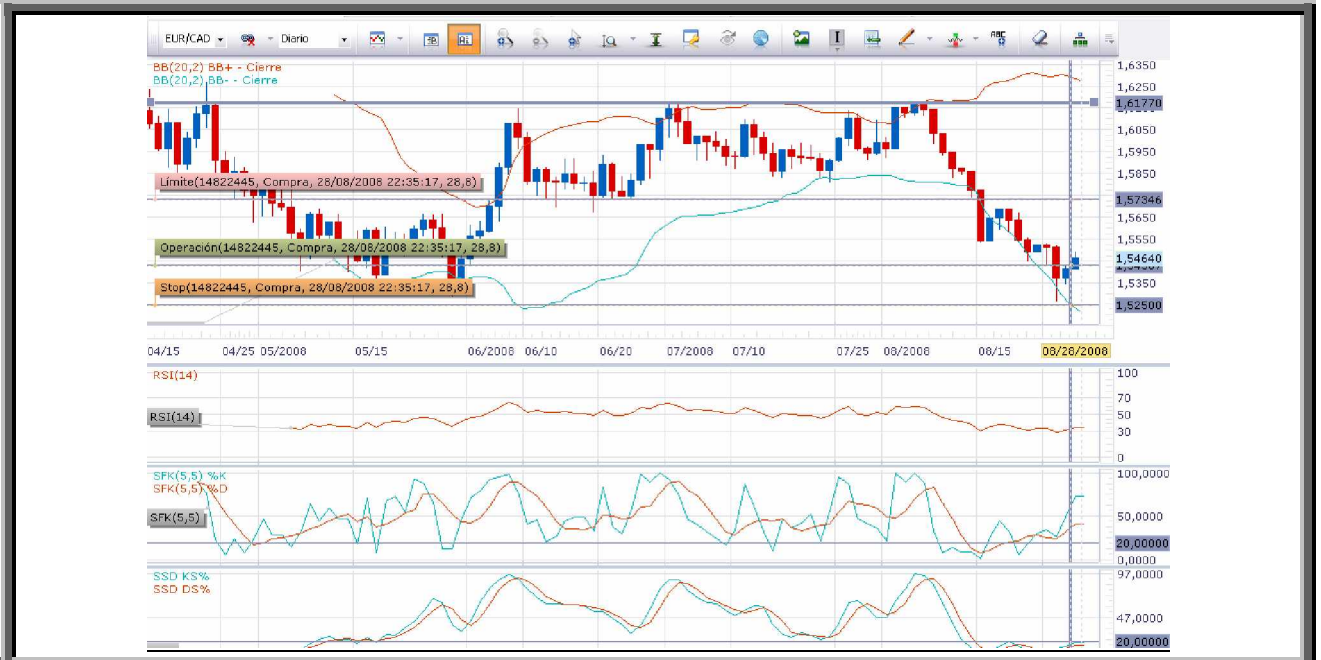 EUR/CAD Diario
BB(20,2) BB+ - Cierre
BB(20,2) BB- - Cierre
1,6350
1,6250
1,61770
1,6050
1,5950
1,5850
Límite(14822445, Compra, 28/08/2008 22:35:17, 28,8)
1,57346
1,5650
1,5550
Operación(14822445, Compra, 28/08/2008 22:35:17, 28,8)
1,54640
Stop(14822445, Compra, 28/08/2008 22:35:17, 28,8)
1,5350
1,52500
04/15 04/25 05/2008 05/15 06/2008 06/10 06/20 07/2008 07/10 07/25 08/2008 08/15 08/28/2008
RSI(14)
100
70
RSI(14)
50
30
0
SFK(5,5) %K
SFK(5,5) %D
100,0000
SFK(5,5)
50,0000
20,00000
0,0000
SSD KS%
SSD DS%
97,0000
47,0000
20,00000